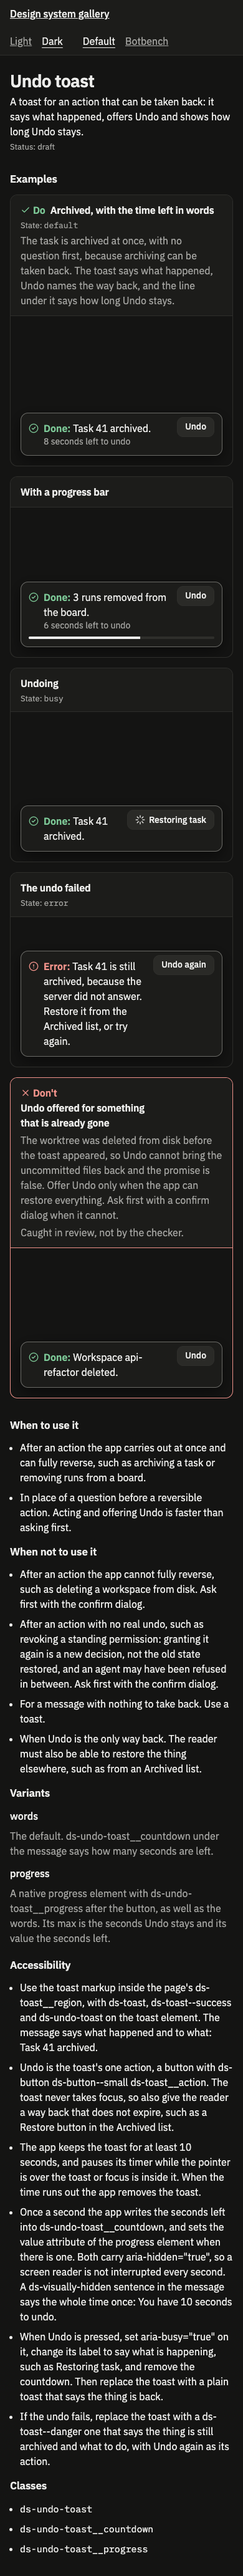 Design system gallery
Light Dark Default Botbench
Undo toast
A toast for an action that can be taken back: it
says what happened, offers Undo and shows how
long Undo stays.
Status: draft
Examples
Do Archived, with the time left in words
State: default
The task is archived at once, with no
question first, because archiving can be
taken back. The toast says what happened,
Undo names the way back, and the line
under it says how long Undo stays.
Done: Task 41 archived.
Undo
8 seconds left to undo
With a progress bar
Done: 3 runs removed from
the board.
Undo
6 seconds left to undo
Undoing
State: busy
Done: Task 41
archived.
Restoring task
The undo failed
State: error
Error: Task 41 is still
archived, because the
server did not answer.
Restore it from the
Archived list, or try
again.
Undo again
Don't
Undo offered for something
that is already gone
The worktree was deleted from disk before
the toast appeared, so Undo cannot bring the
uncommitted files back and the promise is
false. Offer Undo only when the app can
restore everything. Ask first with a confirm
dialog when it cannot.
Caught in review, not by the checker.
Done: Workspace api-
refactor deleted.
Undo
When to use it
• After an action the app carries out at once and
can fully reverse, such as archiving a task or
removing runs from a board.
• In place of a question before a reversible
action. Acting and offering Undo is faster than
asking first.
When not to use it
• After an action the app cannot fully reverse,
such as deleting a workspace from disk. Ask
first with the confirm dialog.
• After an action with no real undo, such as
revoking a standing permission: granting it
again is a new decision, not the old state
restored, and an agent may have been refused
in between. Ask first with the confirm dialog.
• For a message with nothing to take back. Use a
toast.
• When Undo is the only way back. The reader
must also be able to restore the thing
elsewhere, such as from an Archived list.
Variants
words
The default. ds-undo-toast__countdown under
the message says how many seconds are left.
progress
A native progress element with ds-undo-
toast__progress after the button, as well as the
words. Its max is the seconds Undo stays and its
value the seconds left.
Accessibility
• Use the toast markup inside the page's ds-
toast__region, with ds-toast, ds-toast--success
and ds-undo-toast on the toast element. The
message says what happened and to what:
Task 41 archived.
• Undo is the toast's one action, a button with ds-
button ds-button--small ds-toast__action. The
toast never takes focus, so also give the reader
a way back that does not expire, such as a
Restore button in the Archived list.
• The app keeps the toast for at least 10
seconds, and pauses its timer while the pointer
is over the toast or focus is inside it. When the
time runs out the app removes the toast.
• Once a second the app writes the seconds left
into ds-undo-toast__countdown, and sets the
value attribute of the progress element when
there is one. Both carry aria-hidden="true", so a
screen reader is not interrupted every second.
A ds-visually-hidden sentence in the message
says the whole time once: You have 10 seconds
to undo.
• When Undo is pressed, set aria-busy="true" on
it, change its label to say what is happening,
such as Restoring task, and remove the
countdown. Then replace the toast with a plain
toast that says the thing is back.
• If the undo fails, replace the toast with a ds-
toast--danger one that says the thing is still
archived and what to do, with Undo again as its
action.
Classes
• ds-undo-toast
• ds-undo-toast__countdown
• ds-undo-toast__progress